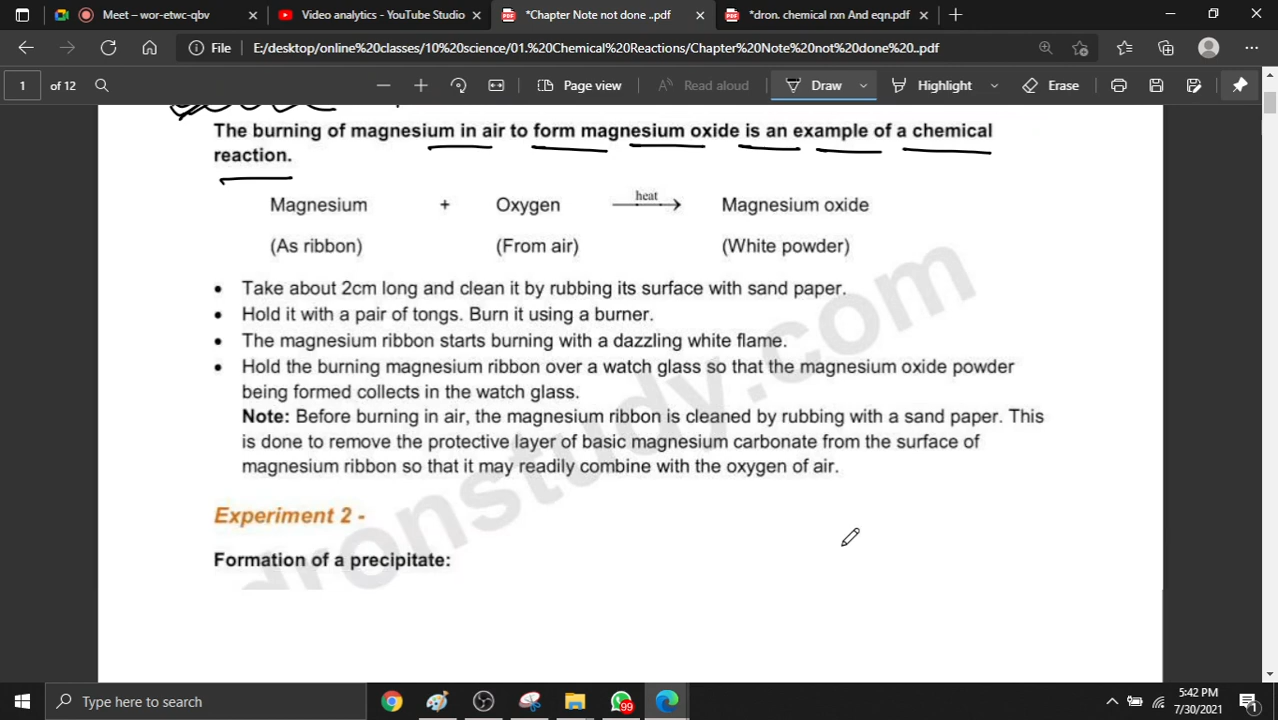 Meet – wor-etwc-qbv
Video analytics - YouTube Studio
*Chapter Note not done ..pdf
*dron. chemical rxn And eqn.pdf
File
E:/desktop/online%20classes/10%20science/01.%20Chemical%20Reactions/Chapter%20Note%20not%20done%20..pdf
1 of 12
Page view
Read aloud
Draw
Highlight
Erase
The burning of magnesium in air to form magnesium oxide is an example of a chemical
reaction.
heat
Magnesium + Oxygen Magnesium oxide
(As ribbon) (From air) (White powder)
• Take about 2cm long and clean it by rubbing its surface with sand paper.
• Hold it with a pair of tongs. Burn it using a burner.
• The magnesium ribbon starts burning with a dazzling white flame.
• Hold the burning magnesium ribbon over a watch glass so that the magnesium oxide powder
being formed collects in the watch glass.
Note: Before burning in air, the magnesium ribbon is cleaned by rubbing with a sand paper. This
is done to remove the protective layer of basic magnesium carbonate from the surface of
magnesium ribbon so that it may readily combine with the oxygen of air.
Experiment 2 -
Formation of a precipitate:
dronstudy.com
Type here to search
99
5:42 PM
7/30/2021
1